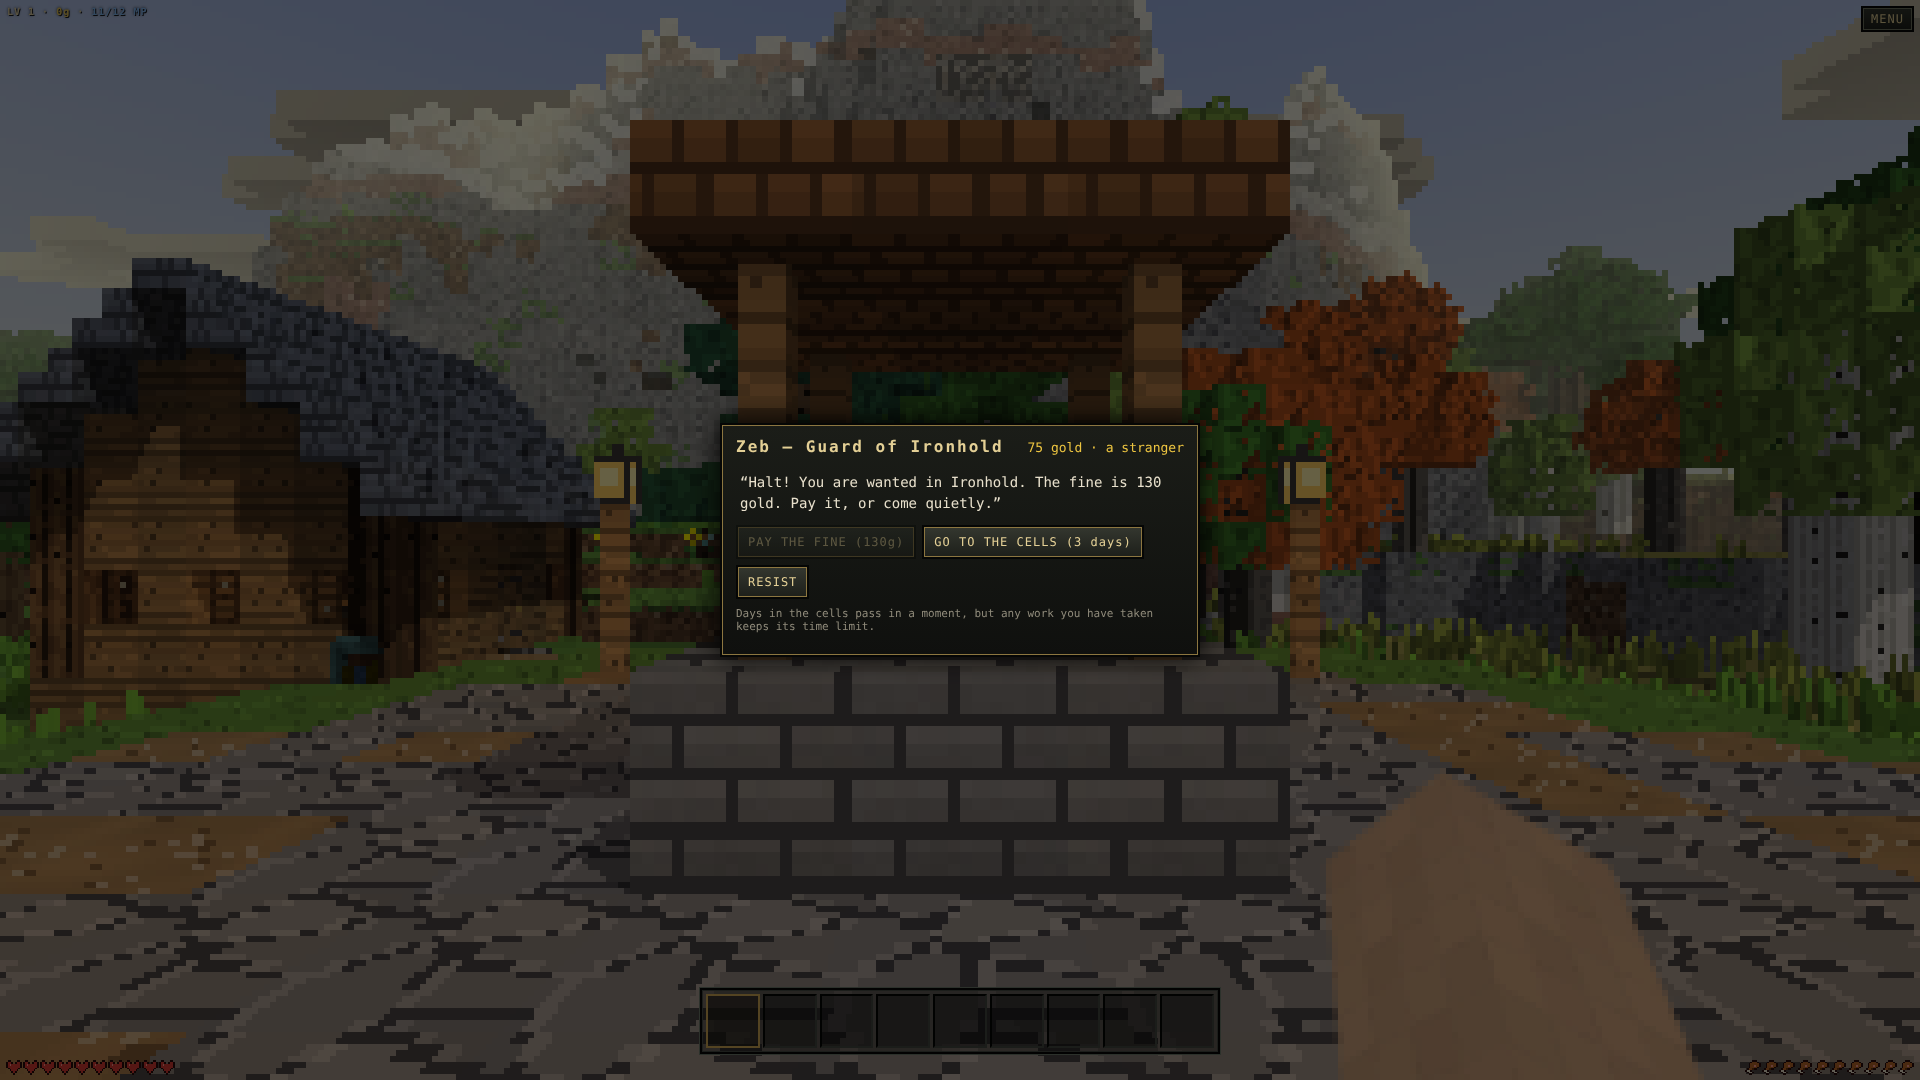 LV 1 · 0g · 11/12 MP
MENU
Zeb — Guard of Ironhold
75 gold · a stranger
“Halt! You are wanted in Ironhold. The fine is 130
gold. Pay it, or come quietly.”
PAY THE FINE (130g)
GO TO THE CELLS (3 days)
RESIST
Days in the cells pass in a moment, but any work you have taken
keeps its time limit.